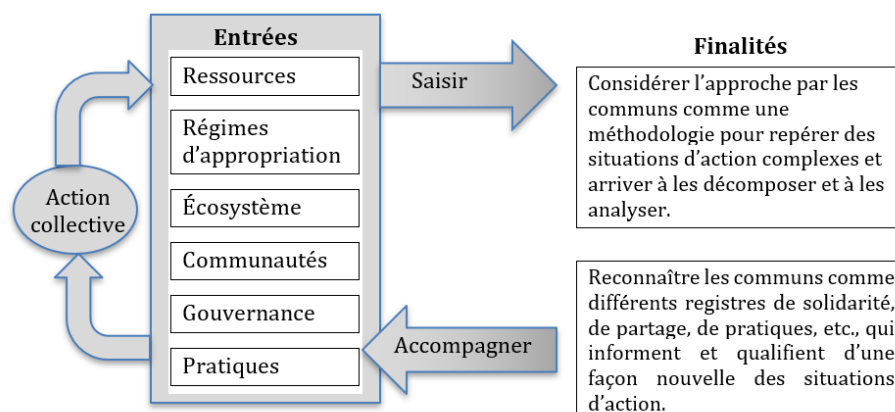 Entrées
Ressources
Régimes
d’appropriation
Écosystème
Communautés
Gouvernance
Pratiques
Action
collective
Saisir
Accompagner
Finalités
Considérer l’approche par les
communs comme une
méthodologie pour repérer des
situations d’action complexes et
arriver à les décomposer et à les
analyser.
Reconnaître les communs comme
différents registres de solidarité,
de partage, de pratiques, etc., qui
informent et qualifient d’une
façon nouvelle des situations
d’action.